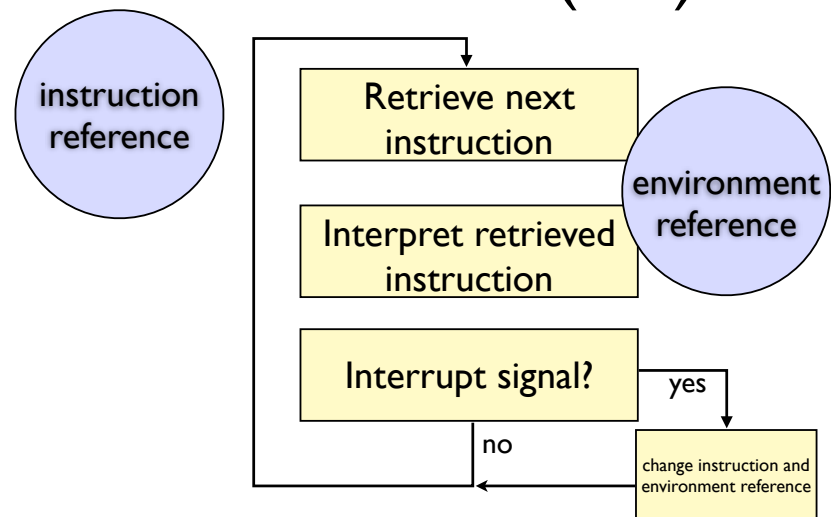 instruction
reference
Retrieve next
instruction
environment
reference
Interpret retrieved
instruction
Interrupt signal?
yes
no
change instruction and
environment reference